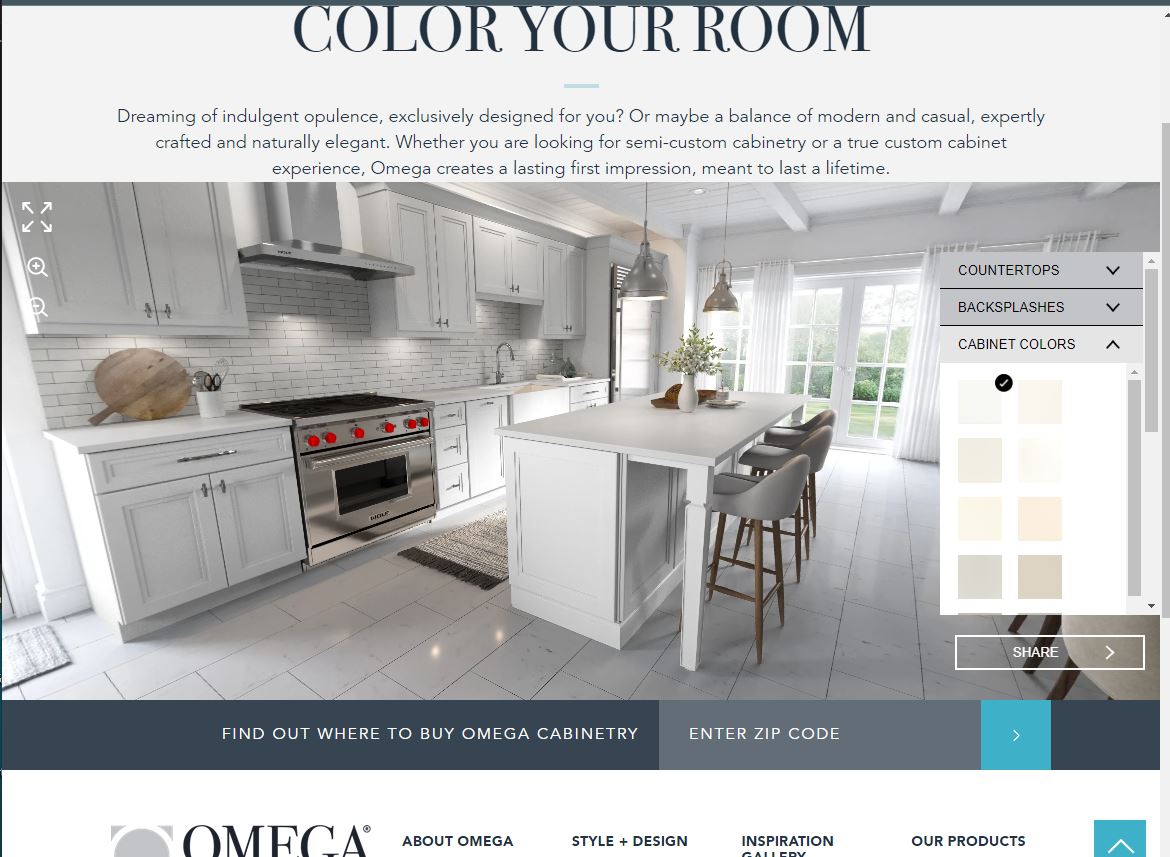 COLOR YOUR ROOM
Dreaming of indulgent opulence, exclusively designed for you? Or maybe a balance of modern and casual, expertly
crafted and naturally elegant. Whether you are looking for semi-custom cabinetry or a true custom cabinet
experience, Omega creates a lasting first impression, meant to last a lifetime.
COUNTERTOPS
BACKSPLASHES
CABINET COLORS
WOLF
SHARE
FIND OUT WHERE TO BUY OMEGA CABINETRY
ENTER ZIP CODE
OMEGA®
ABOUT OMEGA
STYLE + DESIGN
INSPIRATION
GALLERY
OUR PRODUCTS